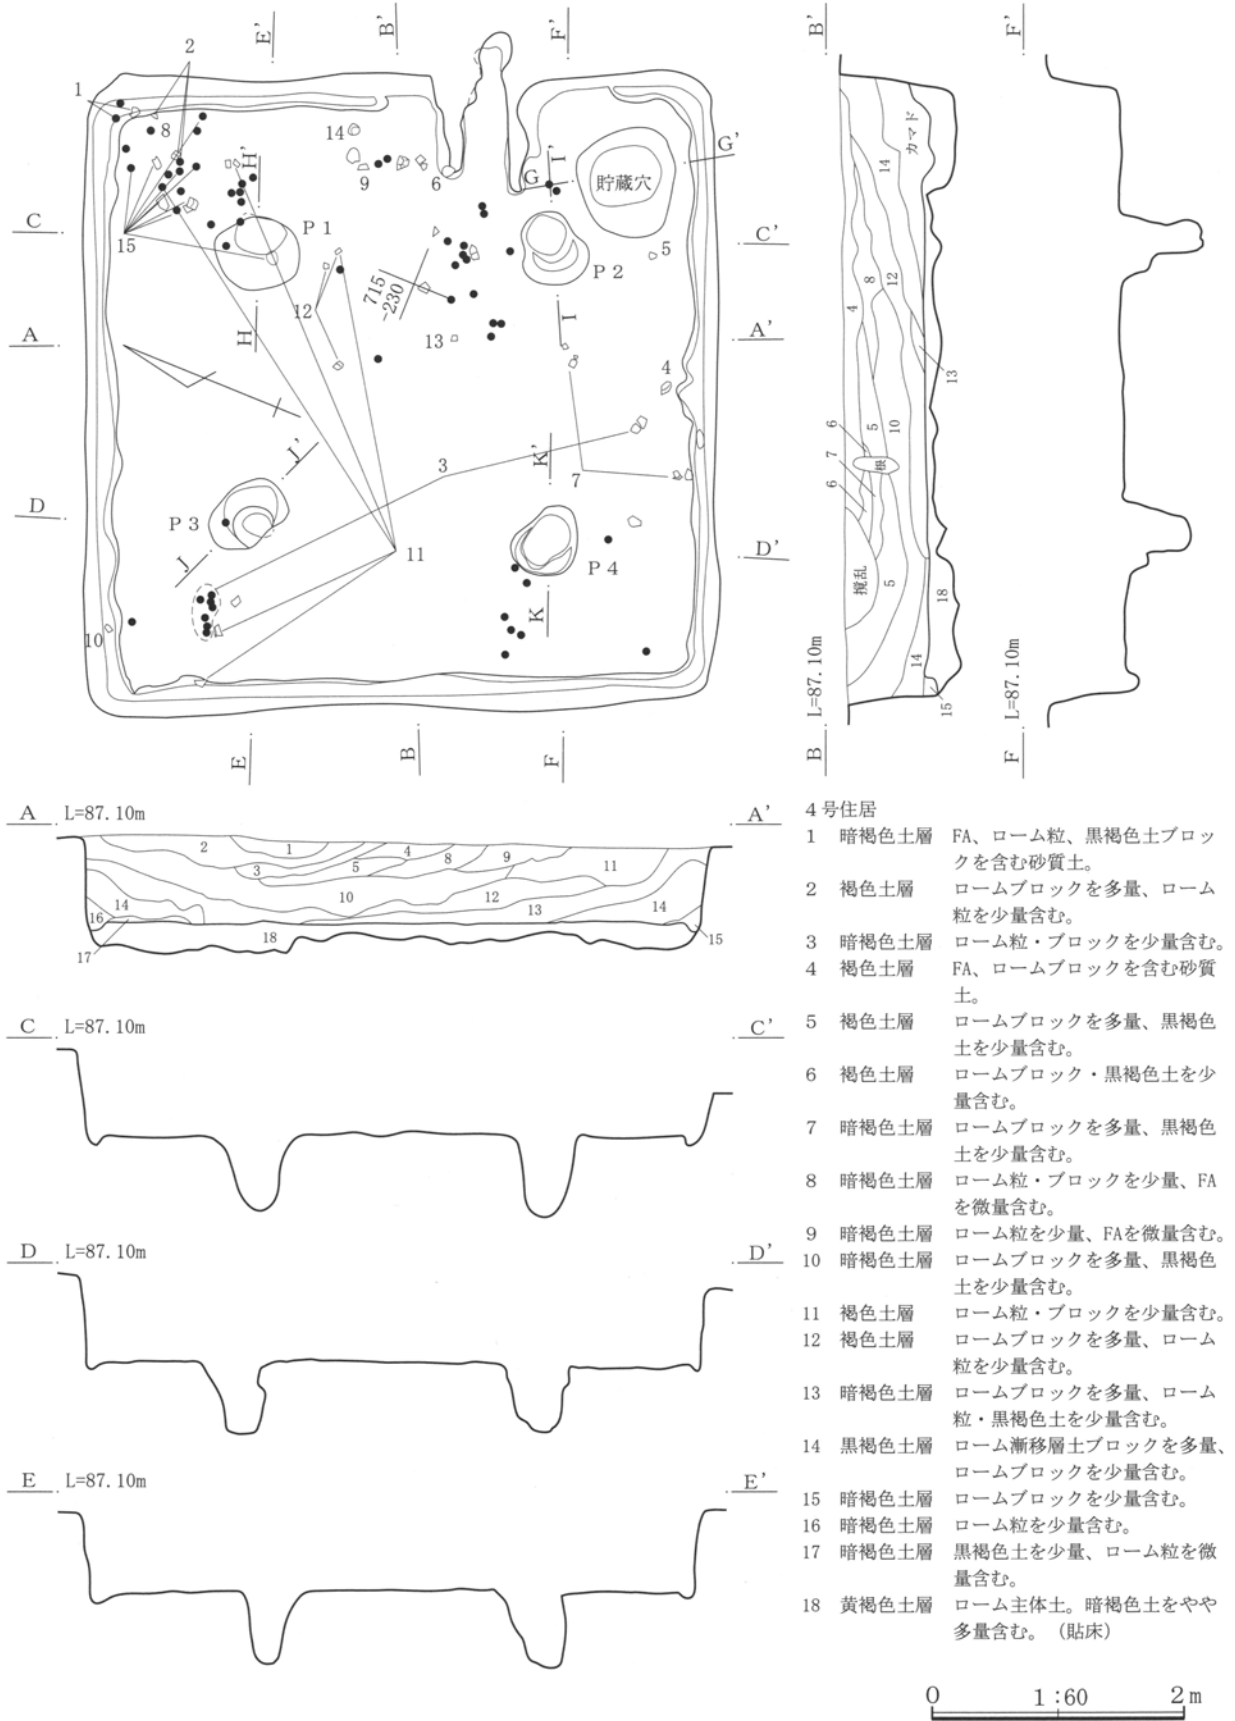 E'
B'
F'
2
1
8
14
9
6
H'
I'
G
G'
貯蔵穴
C
P 1
15
P 2
5
C'
715
-230
12
H
I
13
A
A'
4
J'
3
K'
7
D
P 3
11
P 4
D'
J
K
10
E
B
F
B'
F'
カマド
14
8
12
4
13
6
5
10
7
根
6
撹乱
5
18
14
15
B L=87.10m
F L=87.10m
A L=87.10m A'
2
1
4
8
9
11
3
5
10
12
13
14
14
16
17
18
15
C L=87.10m C'
D L=87.10m D'
E L=87.10m E'
4号住居
1 暗褐色土層 FA、ローム粒、黒褐色土ブロッ
クを含む砂質土。
2 褐色土層 ロームブロックを多量、ローム
粒を少量含む。
3 暗褐色土層 ローム粒・ブロックを少量含む。
4 褐色土層 FA、ロームブロックを含む砂質
土。
5 褐色土層 ロームブロックを多量、黒褐色
土を少量含む。
6 褐色土層 ロームブロック・黒褐色土を少
量含む。
7 暗褐色土層 ロームブロックを多量、黒褐色
土を少量含む。
8 暗褐色土層 ローム粒・ブロックを少量、FA
を微量含む。
9 暗褐色土層 ローム粒を少量、FAを微量含む。
10 暗褐色土層 ロームブロックを多量、黒褐色
土を少量含む。
11 褐色土層 ローム粒・ブロックを少量含む。
12 褐色土層 ロームブロックを多量、ローム
粒を少量含む。
13 暗褐色土層 ロームブロックを多量、ローム
粒・黒褐色土を少量含む。
14 黒褐色土層 ローム漸移層土ブロックを多量、
ロームブロックを少量含む。
15 暗褐色土層 ロームブロックを少量含む。
16 暗褐色土層 ローム粒を少量含む。
17 暗褐色土層 黒褐色土を少量、ローム粒を微
量含む。
18 黄褐色土層 ローム主体土。暗褐色土をやや
多量含む。（貼床）
0 1:60 2m